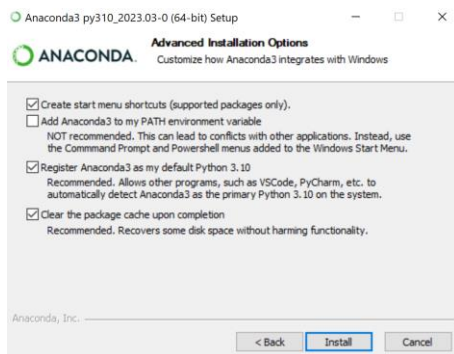 Anaconda3 py310_2023.03-0 (64-bit) Setup
ANACONDA.
Advanced Installation Options
Customize how Anaconda3 integrates with Windows
Create start menu shortcuts (supported packages only).
Add Anaconda3 to my PATH environment variable
NOT recommended. This can lead to conflicts with other applications. Instead, use
the Commmand Prompt and Powershell menus added to the Windows Start Menu.
Register Anaconda3 as my default Python 3.10
Recommended. Allows other programs, such as VSCode, PyCharm, etc. to
automatically detect Anaconda3 as the primary Python 3.10 on the system.
Clear the package cache upon completion
Recommended. Recovers some disk space without harming functionality.
Anaconda, Inc.
< Back
Install
Cancel